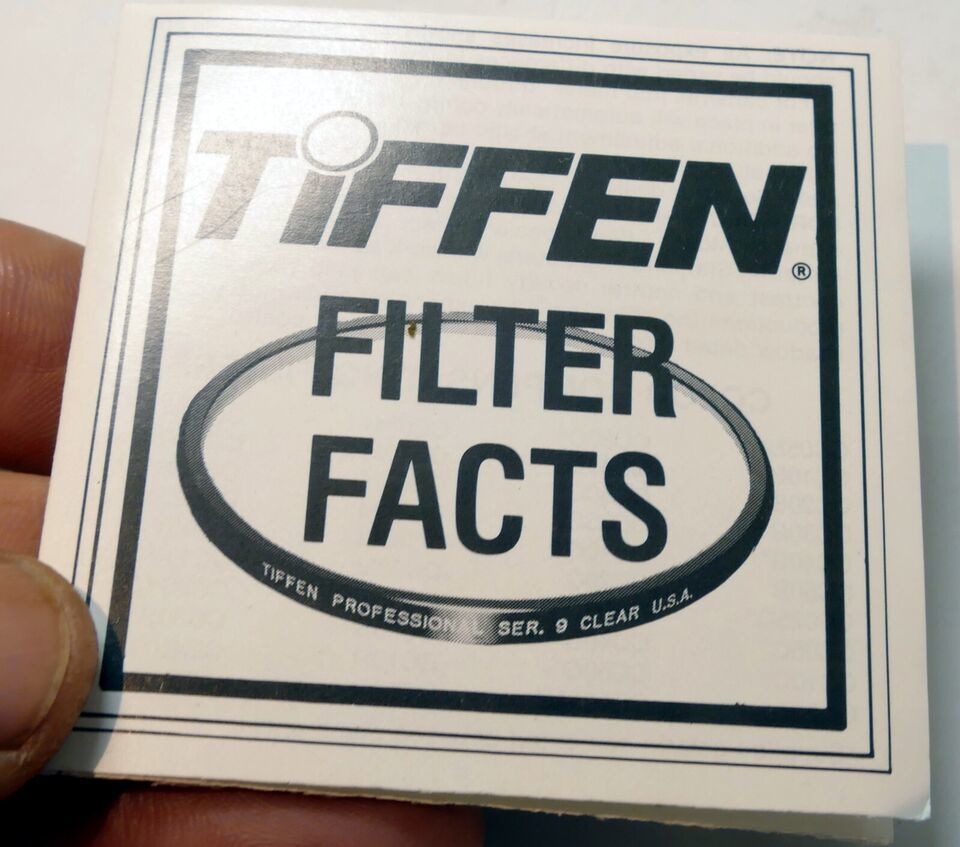 TiFFEN®
FILTER
FACTS
TIFFEN PROFESSIONAL SER. 9 CLEAR U.S.A.